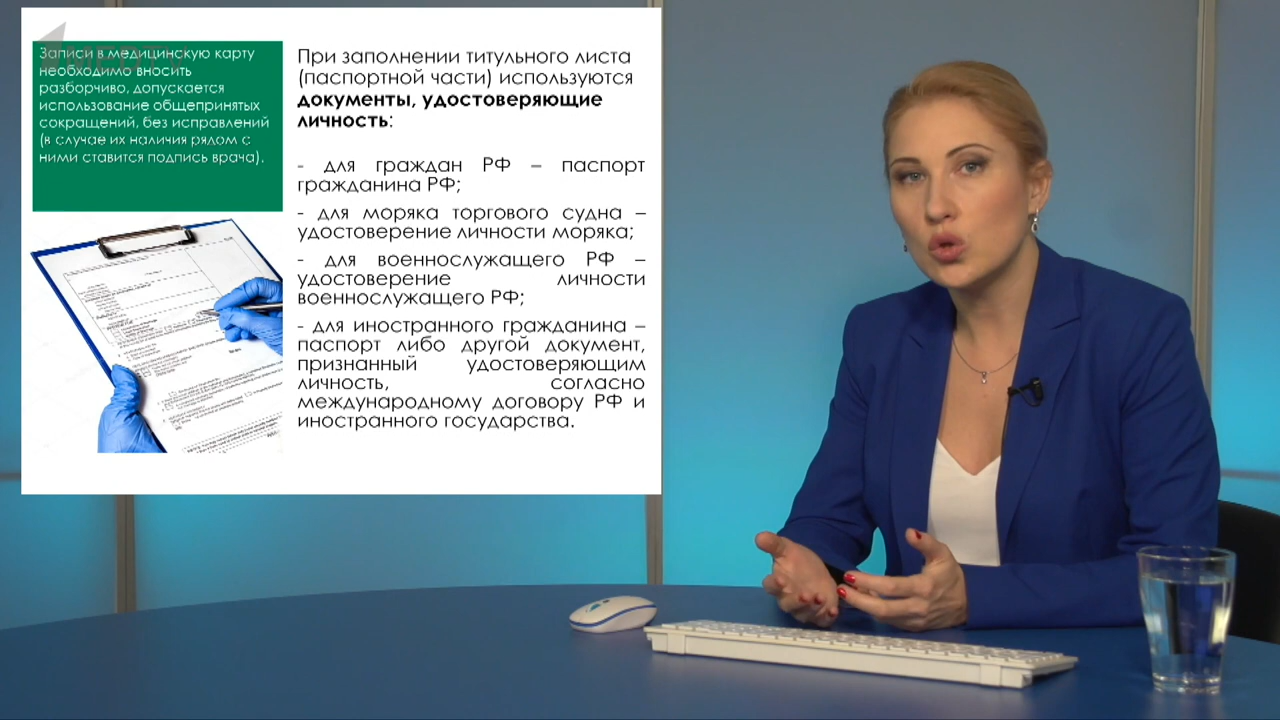 Записи в медицинскую карту
необходимо вносить
разборчиво, допускается
использование общепринятых
сокращений, без исправлений
(в случае их наличия рядом с
ними ставится подпись врача).
При заполнении титульного листа
(паспортной части) используются
документы, удостоверяющие
личность:
- для граждан РФ – паспорт
гражданина РФ;
- для моряка торгового судна –
удостоверение личности моряка;
- для военнослужащего РФ –
удостоверение личности
военнослужащего РФ;
- для иностранного гражданина –
паспорт либо другой документ,
признанный удостоверяющим
личность, согласно
международному договору РФ и
иностранного государства.